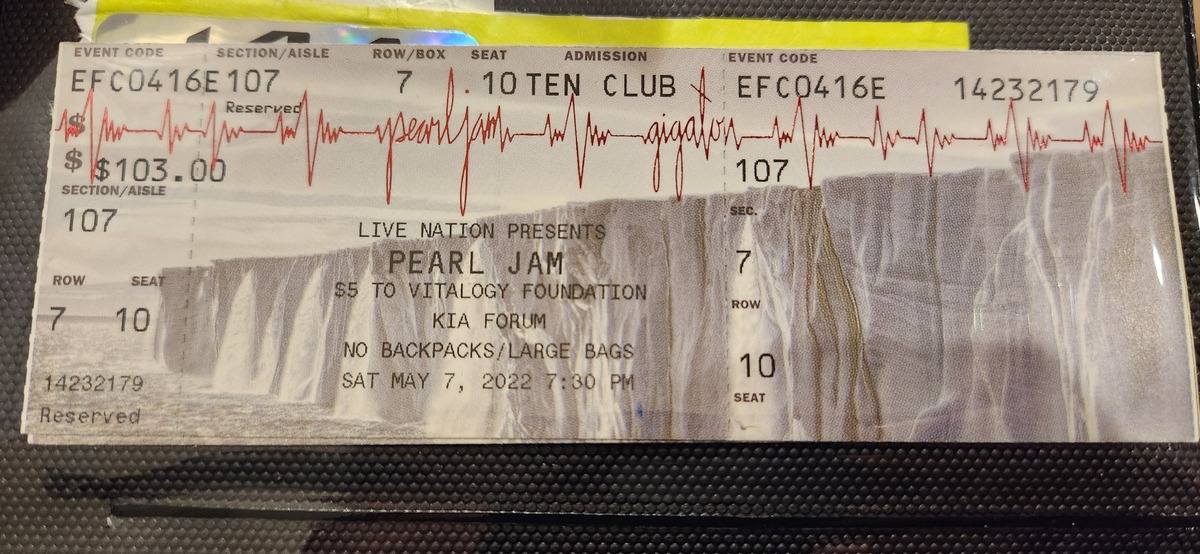 EVENT CODE SECTION/AISLE ROW/BOX SEAT ADMISSION EVENT CODE
EFC0416E 107 7 10 TEN CLUB EFC0416E 14232179
Reserved
$ pearl jam gigaton
$ $103.00 107
SECTION/AISLE SEC.
107
LIVE NATION PRESENTS
PEARL JAM 7
ROW SEAT $5 TO VITALOGY FOUNDATION ROW
7 10 KIA FORUM
NO BACKPACKS/LARGE BAGS 10
14232179 SAT MAY 7, 2022 7:30 PM
SEAT
Reserved